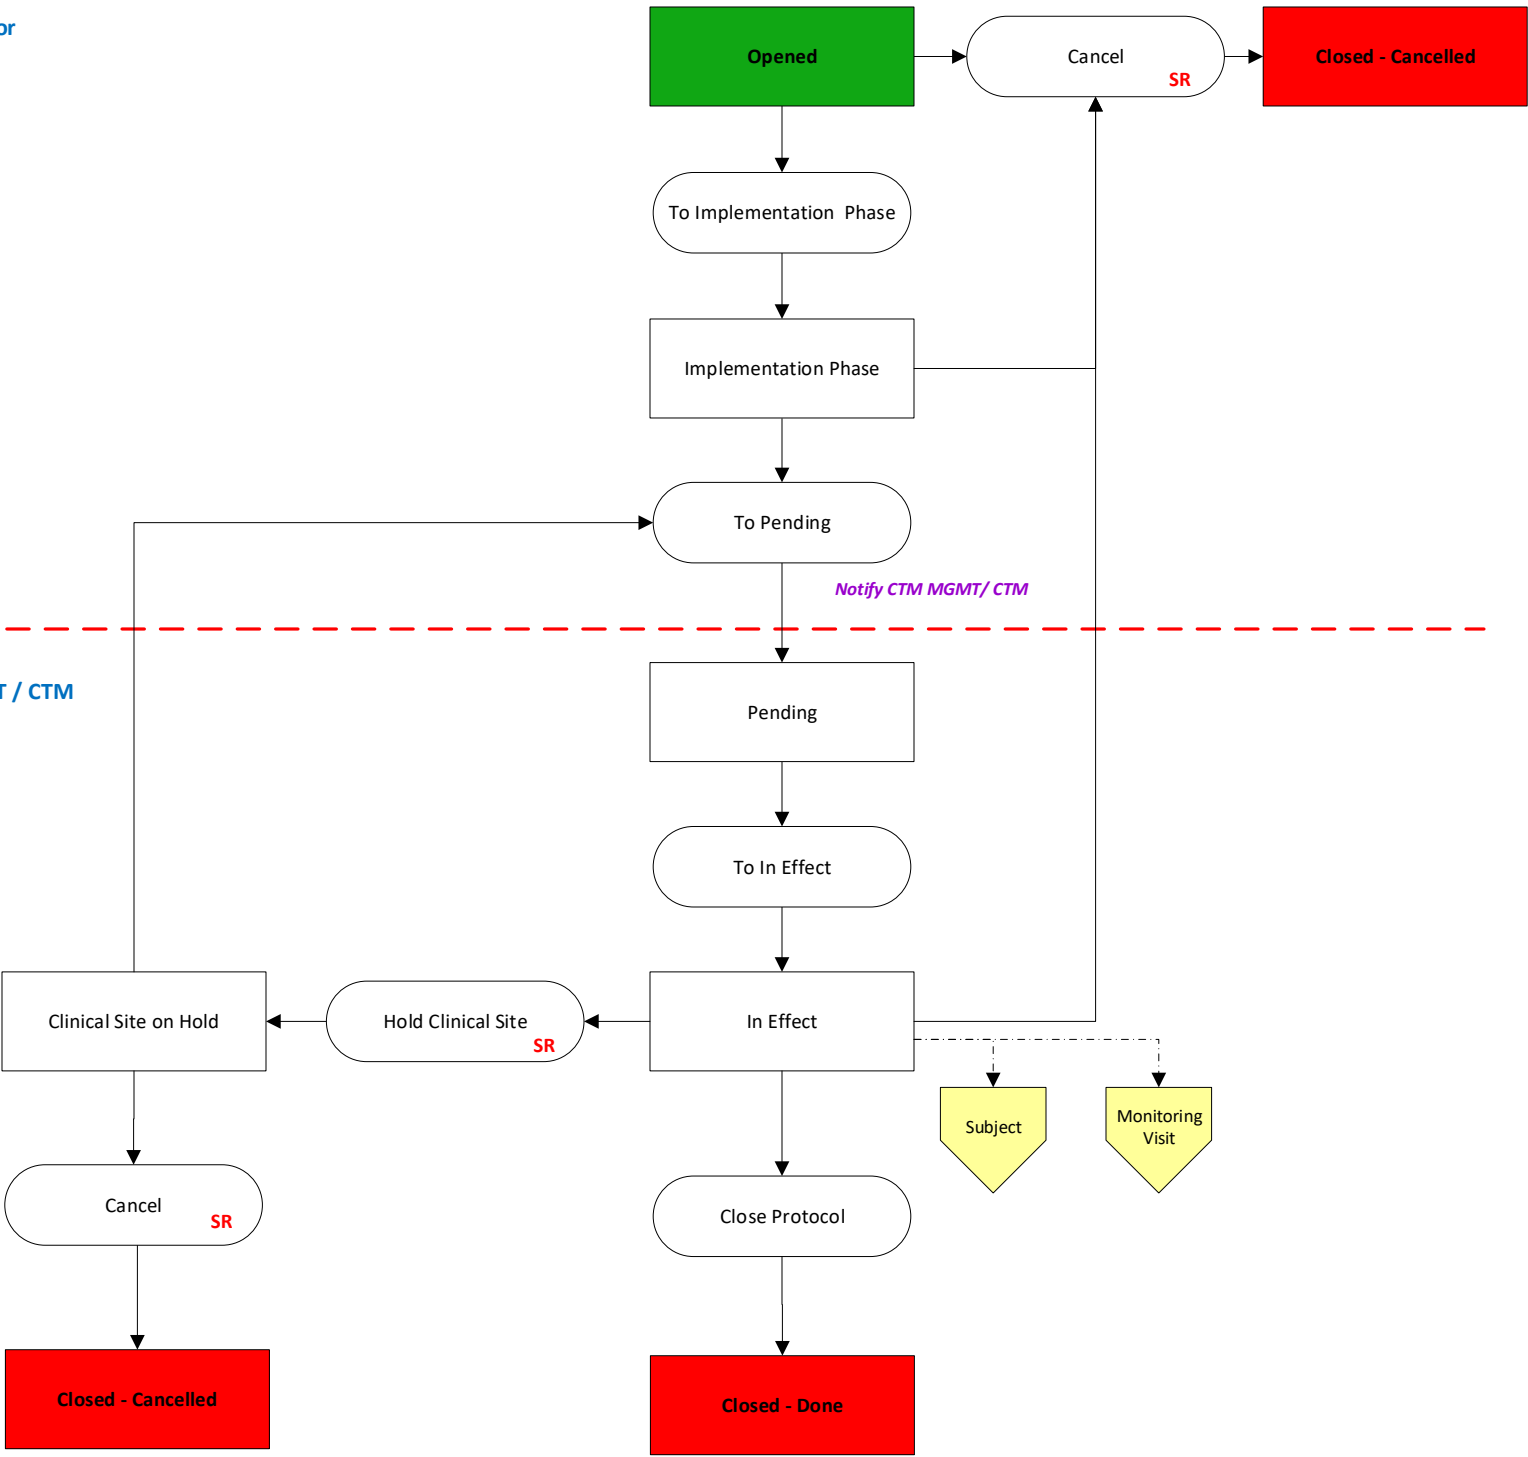 or
Opened
Cancel
SR
Closed - Cancelled
To Implementation  Phase
Implementation Phase
To Pending
Notify CTM MGMT/ CTM
T / CTM
Pending
To In Effect
Clinical Site on Hold
Hold Clinical Site
SR
In Effect
Subject
Monitoring
Visit
Cancel
SR
Close Protocol
Closed - Cancelled
Closed - Done